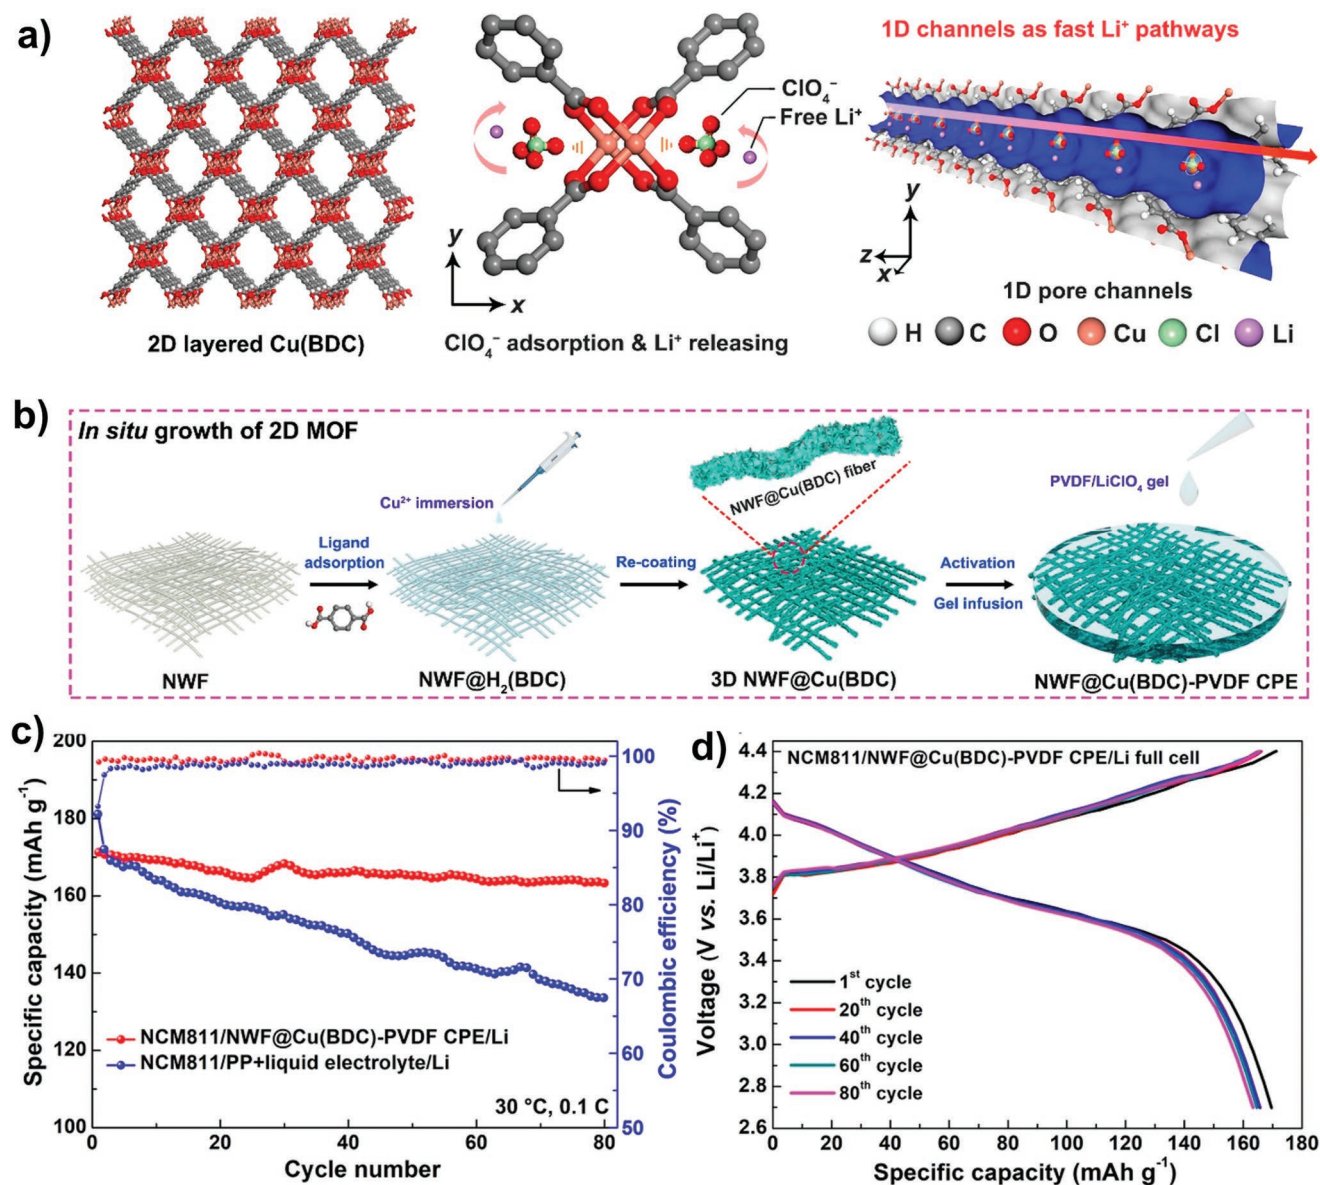 a)
2D layered Cu(BDC)
ClO₄⁻
Free Li⁺
y
x
ClO₄⁻ adsorption & Li⁺ releasing
1D channels as fast Li⁺ pathways
y
z
x
1D pore channels
H C O Cu Cl Li
b)
In situ growth of 2D MOF
Cu²⁺ immersion
Ligand
adsorption
NWF@Cu(BDC) fiber
Re-coating
PVDF/LiClO₄ gel
Activation
Gel infusion
NWF
NWF@H₂(BDC)
3D NWF@Cu(BDC)
NWF@Cu(BDC)-PVDF CPE
c)
Specific capacity (mAh g⁻¹)
200
180
160
140
120
100
0 20 40 60 80
Cycle number
NCM811/NWF@Cu(BDC)-PVDF CPE/Li
NCM811/PP+liquid electrolyte/Li
30 °C, 0.1 C
100
90
80
70
60
50
Coulombic efficiency (%)
d)
NCM811/NWF@Cu(BDC)-PVDF CPE/Li full cell
Voltage (V vs. Li/Li⁺)
4.4
4.2
4.0
3.8
3.6
3.4
3.2
3.0
2.8
2.6
1ˢᵗ cycle
20ᵗʰ cycle
40ᵗʰ cycle
60ᵗʰ cycle
80ᵗʰ cycle
0 20 40 60 80 100 120 140 160 180
Specific capacity (mAh g⁻¹)